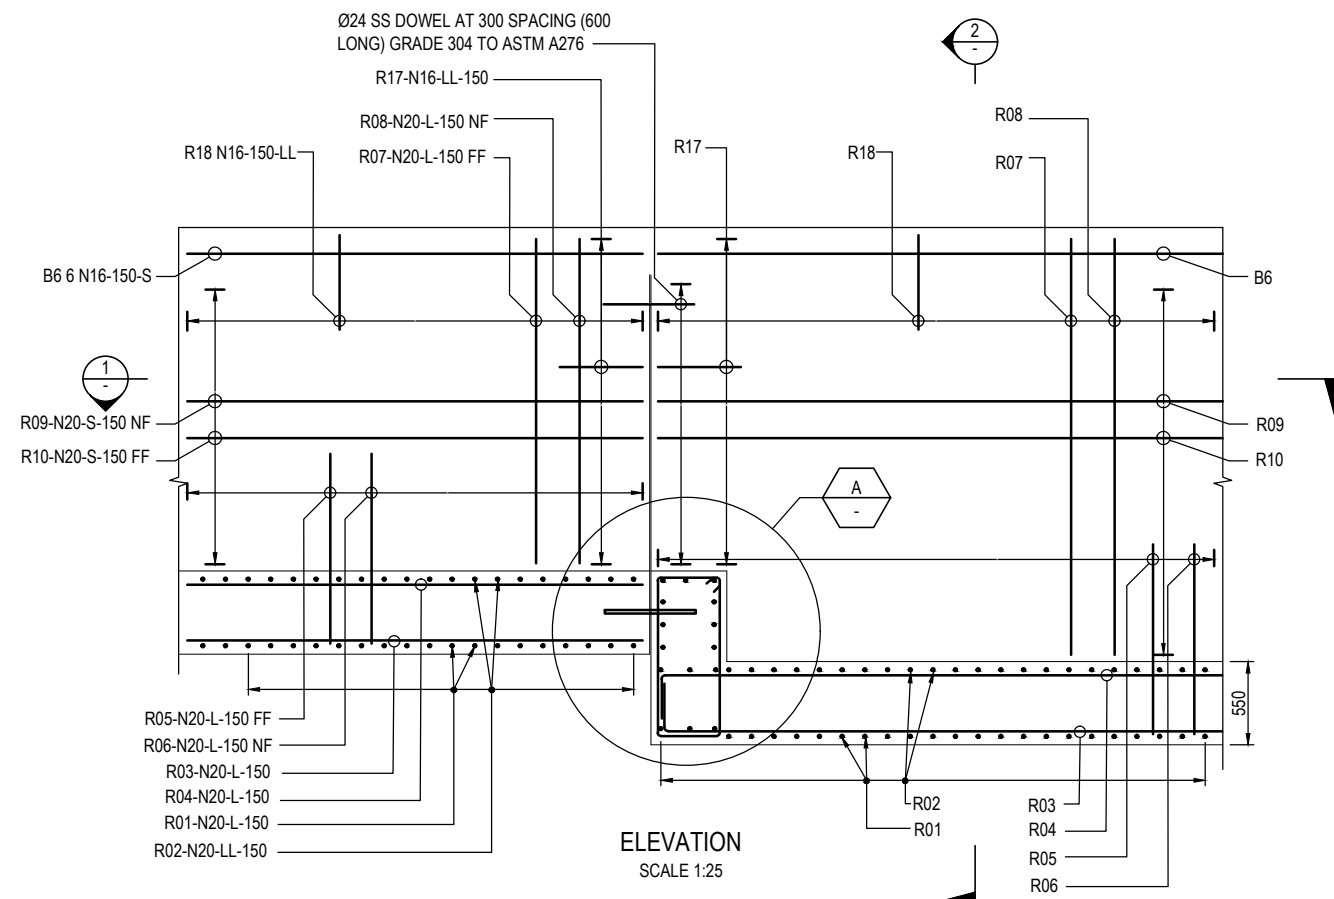 Ø24 SS DOWEL AT 300 SPACING (600
LONG) GRADE 304 TO ASTM A276
2
-
R17-N16-LL-150
R08-N20-L-150 NF
R08
R18 N16-150-LL
R07-N20-L-150 FF
R17
R18
R07
B6 6 N16-150-S
B6
1
-
R09-N20-S-150 NF
R09
R10-N20-S-150 FF
R10
A
-
550
R05-N20-L-150 FF
R06-N20-L-150 NF
R03-N20-L-150
R04-N20-L-150
R02
R03
R01-N20-L-150
R01
R04
R02-N20-LL-150
R05
R06
ELEVATION
SCALE 1:25